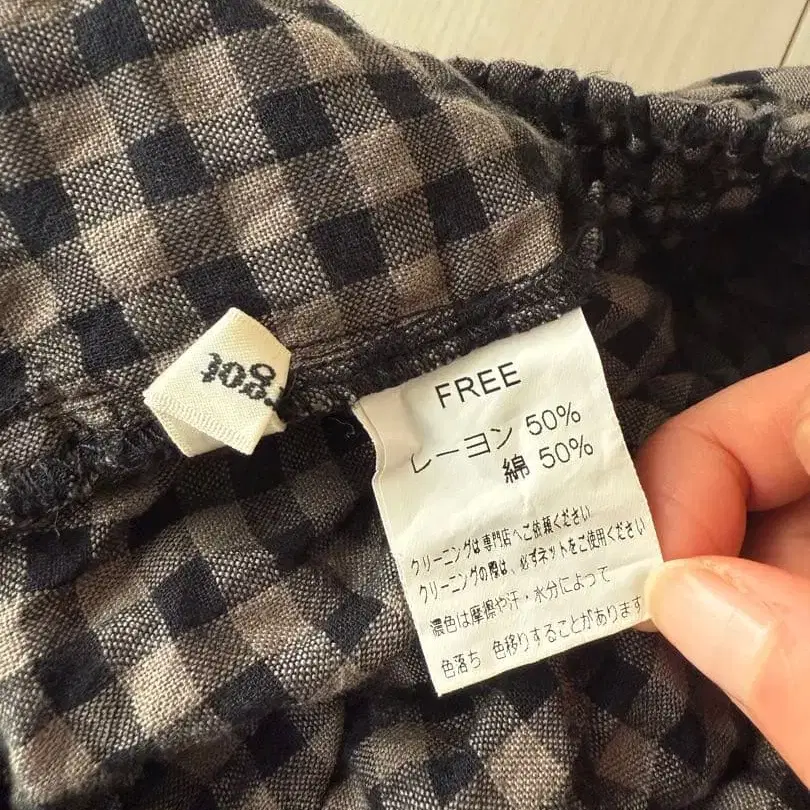 got
FREE
レーヨン 50%
綿 50%
クリーニングは専門店へご依頼ください
クリーニングの際は、必ずネットをご使用ください
濃色は摩擦や汗・水分によって
色落ち 色移りすることがあります